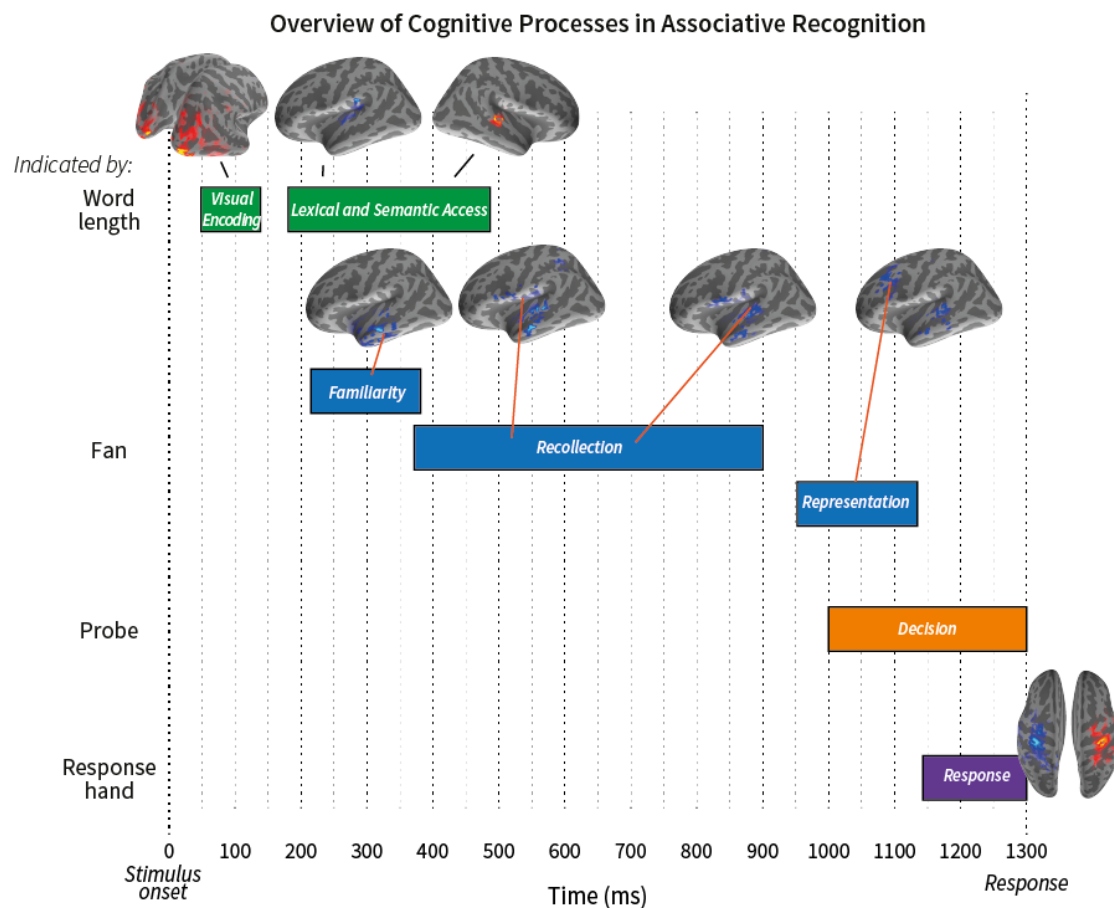 Overview of Cognitive Processes in Associative Recognition
Indicated by:
Word
length
Visual
Encoding
Lexical and Semantic Access
Familiarity
Fan
Recollection
Representation
Probe
Decision
Response
hand
Response
0 100 200 300 400 500 600 700 800 900 1000 1100 1200 1300
Stimulus
onset
Time (ms)
Response